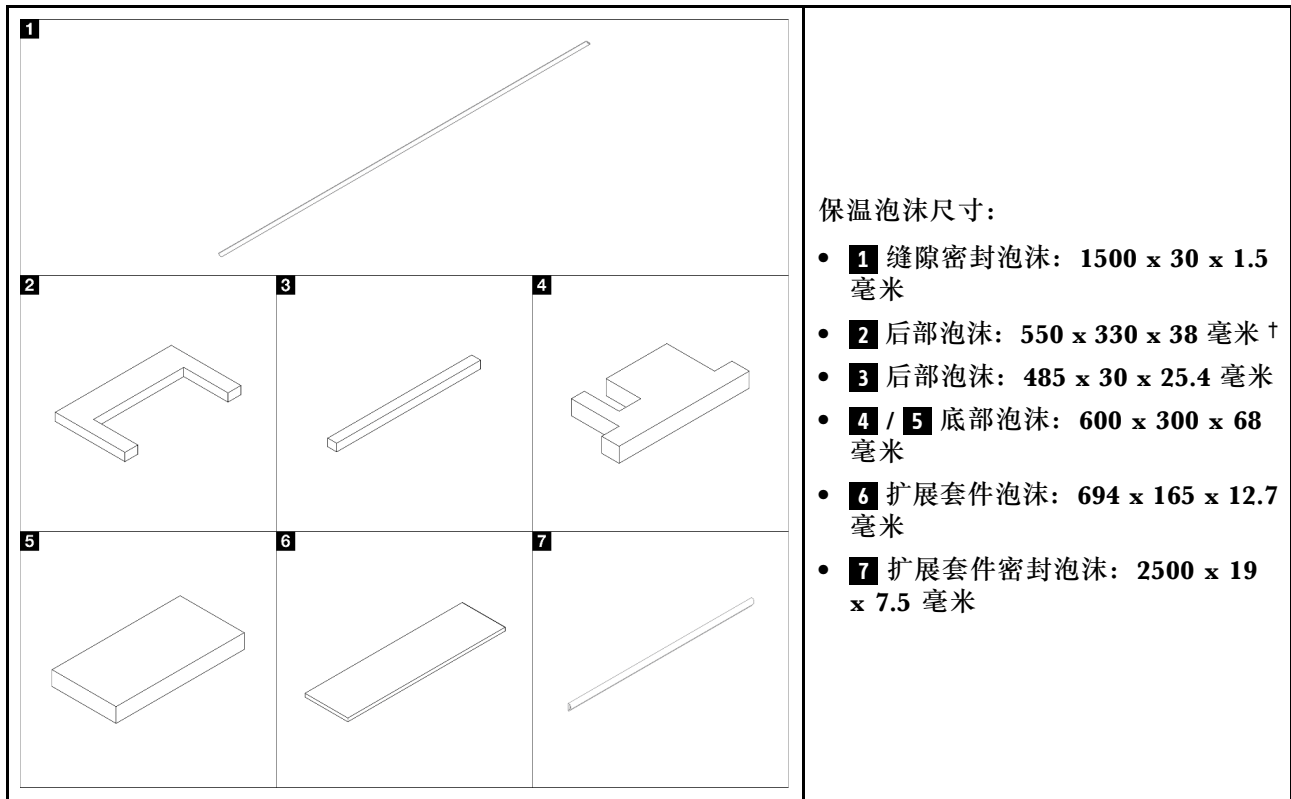 1
2
3
4
5
6
7
保温泡沫尺寸：
• 1 缝隙密封泡沫：1500 x 30 x 1.5
毫米
• 2 后部泡沫：550 x 330 x 38 毫米 †
• 3 后部泡沫：485 x 30 x 25.4 毫米
• 4 / 5 底部泡沫：600 x 300 x 68
毫米
• 6 扩展套件泡沫：694 x 165 x 12.7
毫米
• 7 扩展套件密封泡沫：2500 x 19
x 7.5 毫米